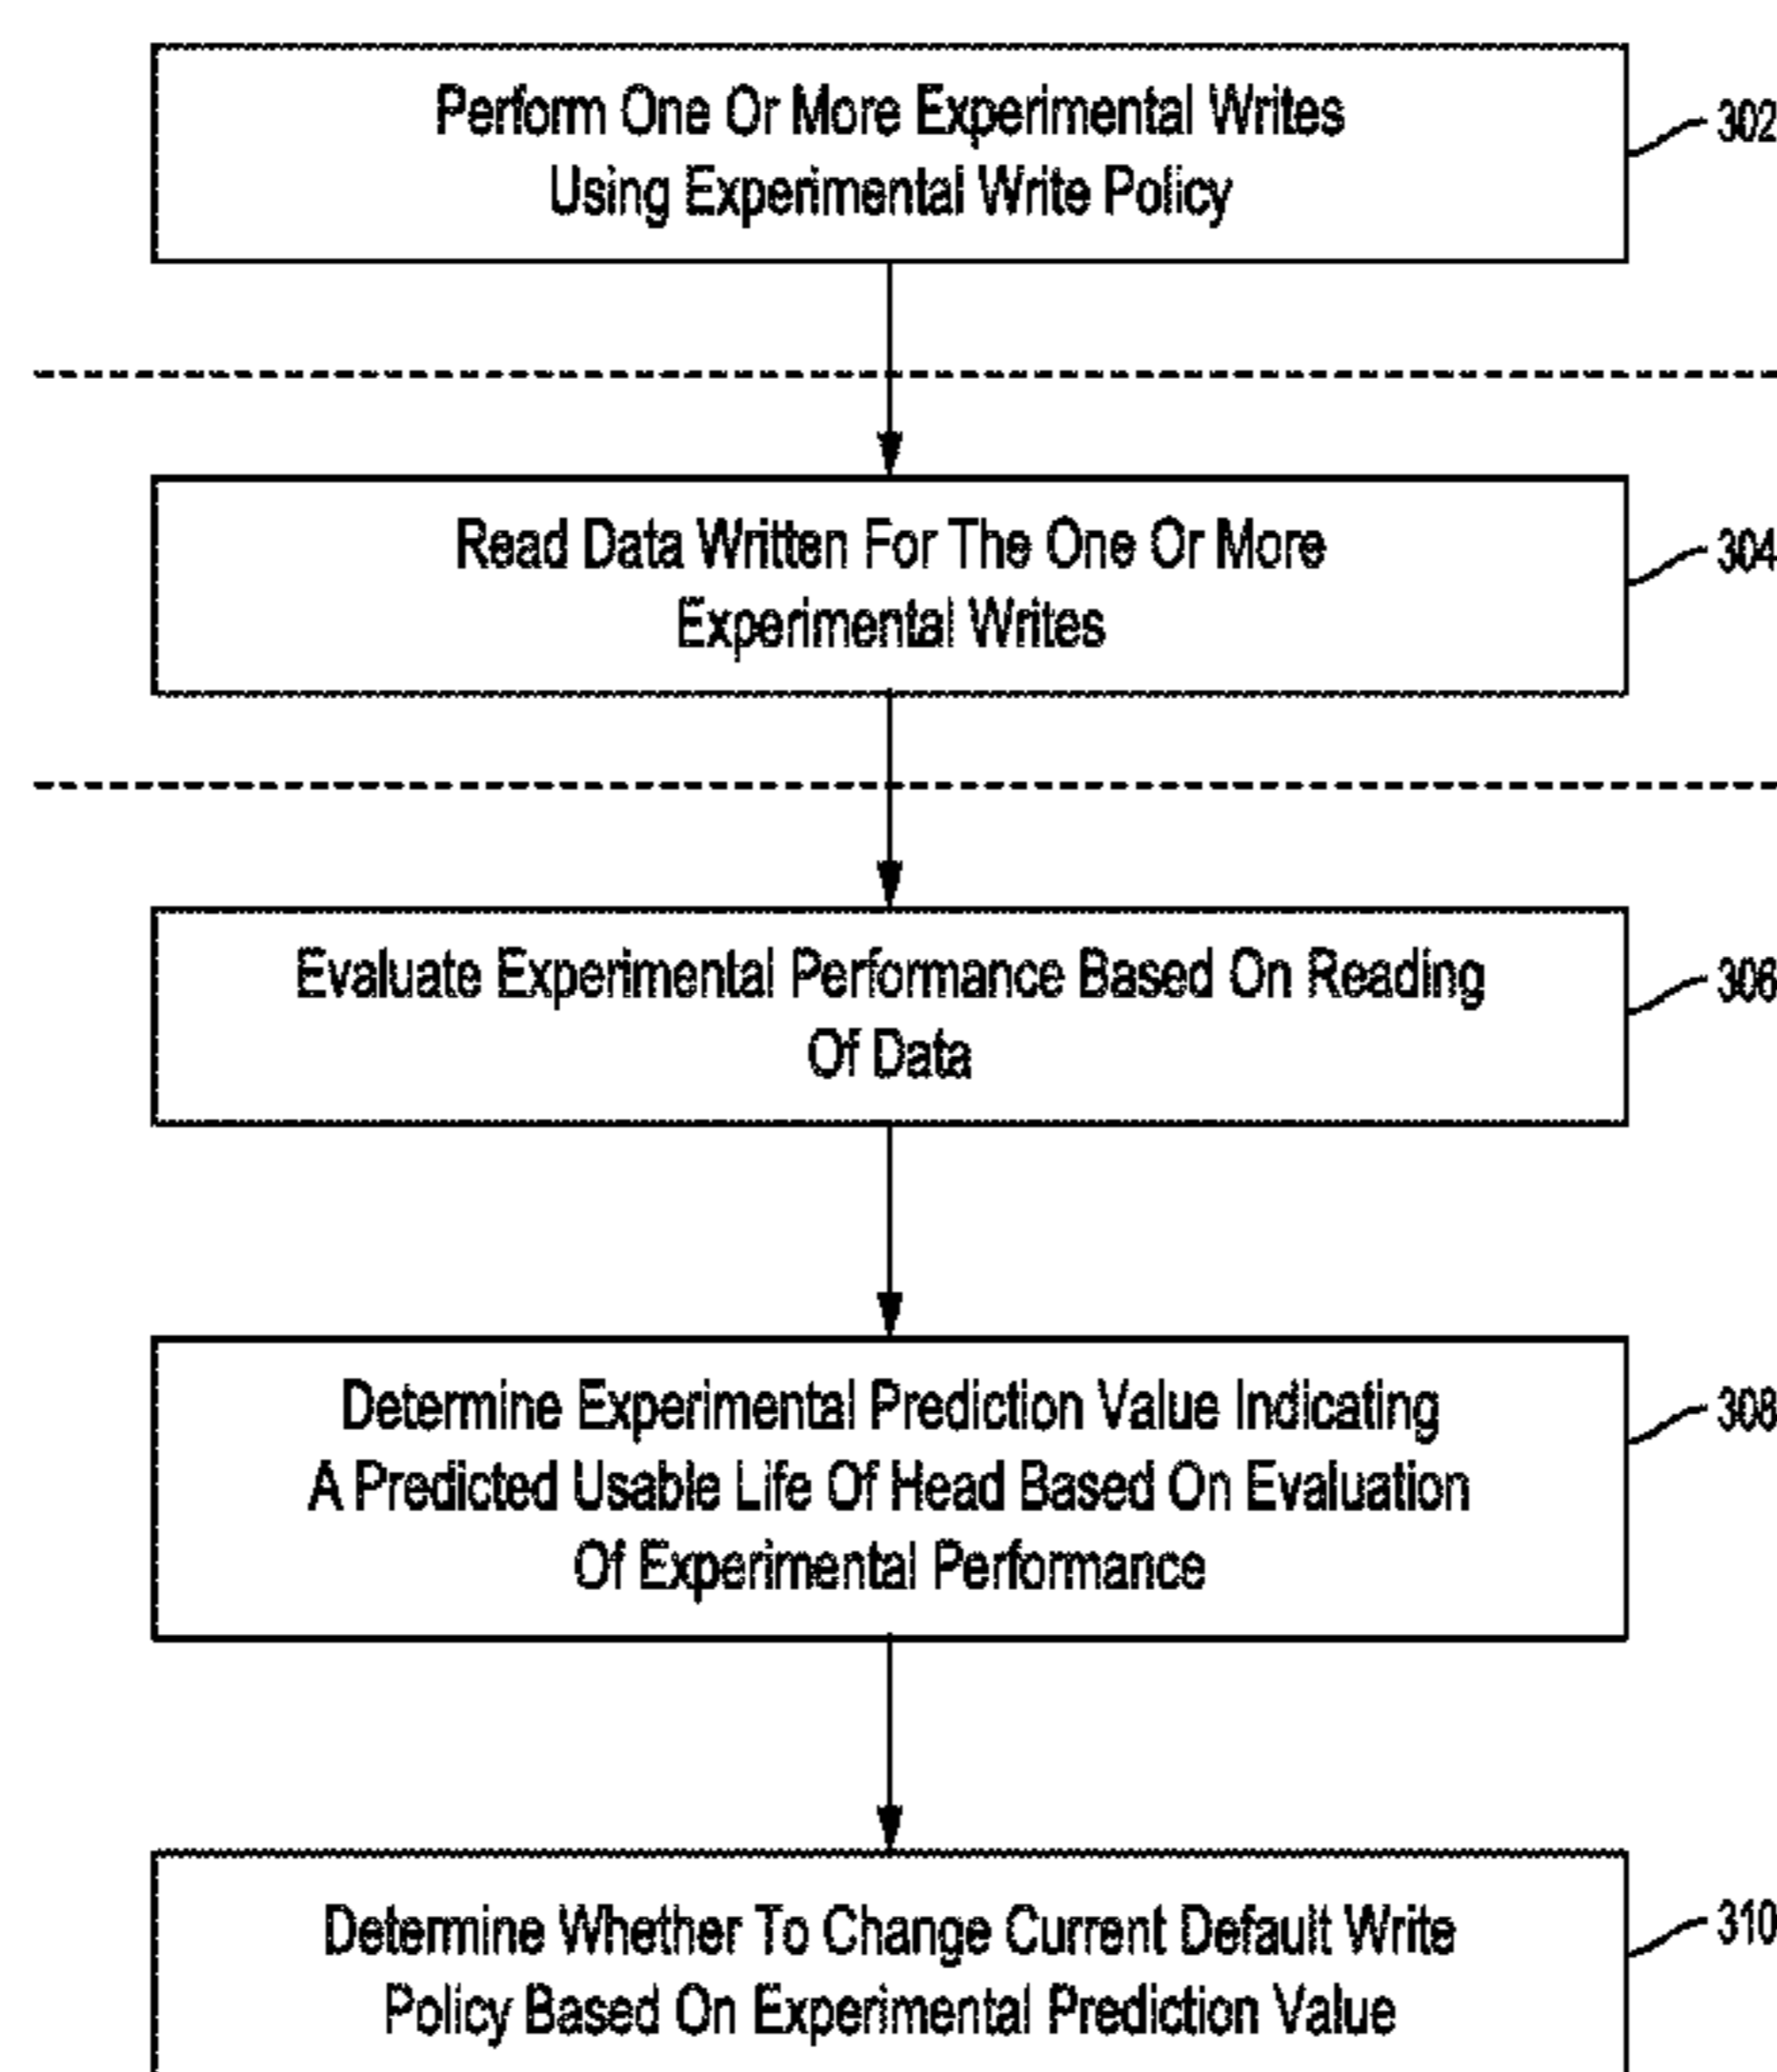 Perform One Or More Experimental Writes
Using Experimental Write Policy
302
Read Data Written For The One Or More
Experimental Writes
304
Evaluate Experimental Performance Based On Reading
Of Data
306
Determine Experimental Prediction Value Indicating
A Predicted Usable Life Of Head Based On Evaluation
Of Experimental Performance
308
Determine Whether To Change Current Default Write
Policy Based On Experimental Prediction Value
310